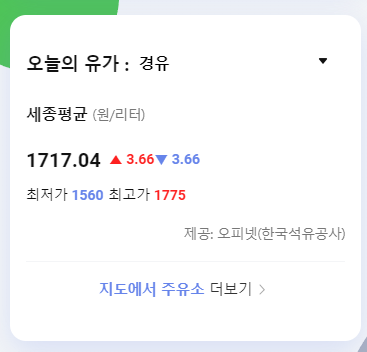 오늘의 유가 : 경유 ▼
세종평균 (원/리터)
1717.04 ▲ 3.66▼ 3.66
최저가 1560 최고가 1775
제공: 오피넷(한국석유공사)
지도에서 주유소 더보기 >